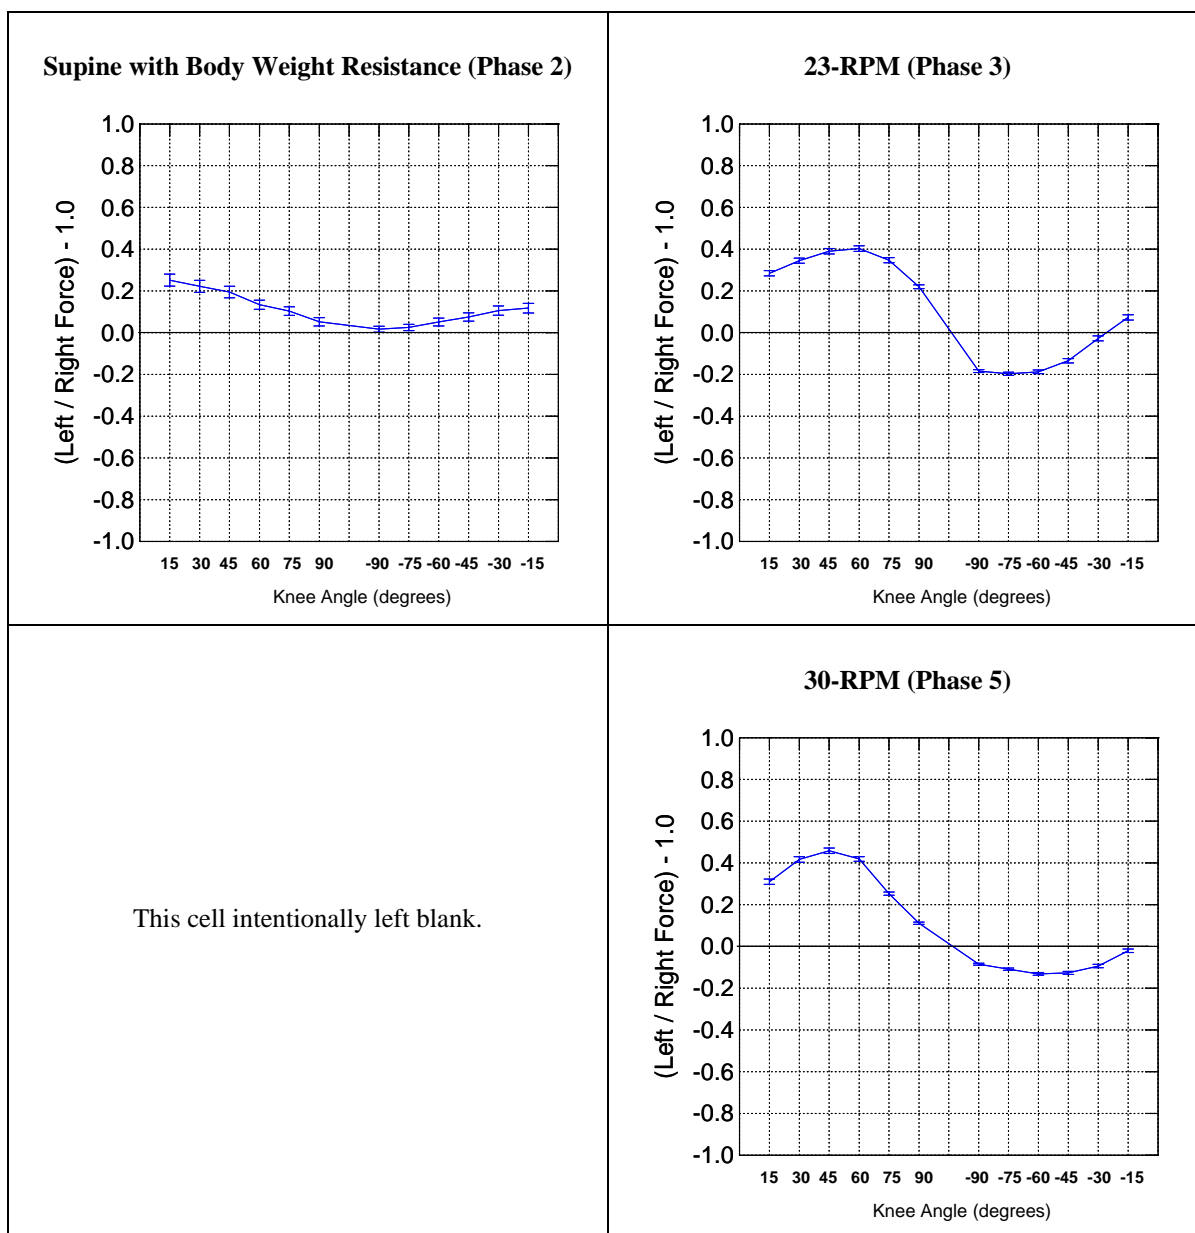 Supine with Body Weight Resistance (Phase 2)
1.0
0.8
0.6
0.4
0.2
0.0
-0.2
-0.4
-0.6
-0.8
-1.0
(Left / Right Force) - 1.0
15 30 45 60 75 90 -90 -75 -60 -45 -30 -15
Knee Angle (degrees)
23-RPM (Phase 3)
1.0
0.8
0.6
0.4
0.2
0.0
-0.2
-0.4
-0.6
-0.8
-1.0
(Left / Right Force) - 1.0
15 30 45 60 75 90 -90 -75 -60 -45 -30 -15
Knee Angle (degrees)
This cell intentionally left blank.
30-RPM (Phase 5)
1.0
0.8
0.6
0.4
0.2
0.0
-0.2
-0.4
-0.6
-0.8
-1.0
(Left / Right Force) - 1.0
15 30 45 60 75 90 -90 -75 -60 -45 -30 -15
Knee Angle (degrees)